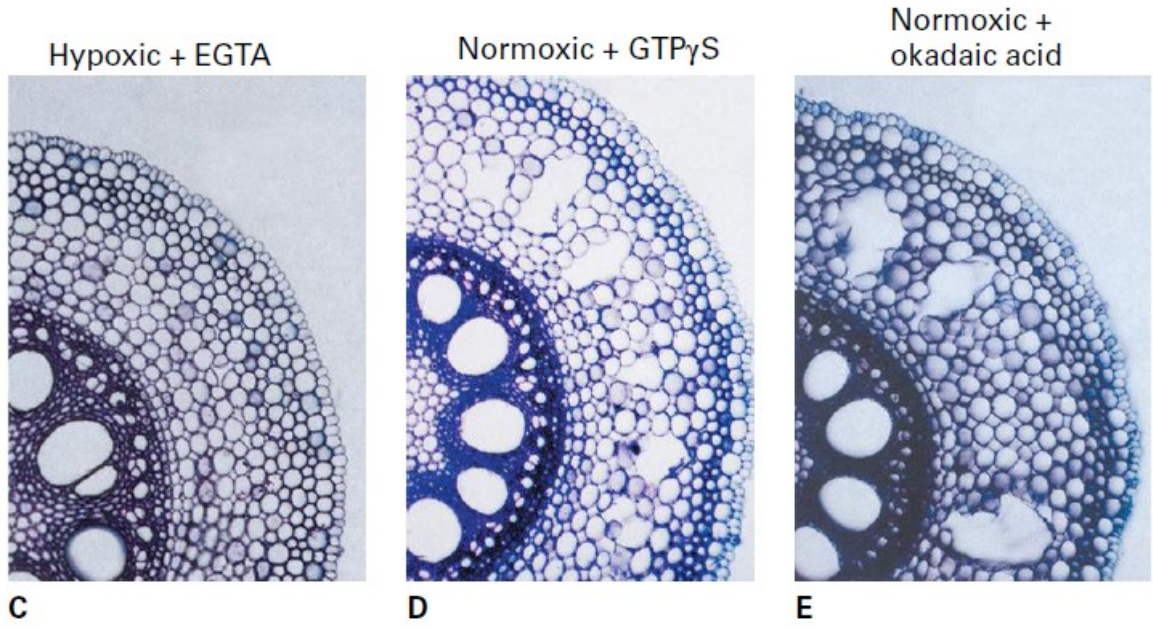 Hypoxic + EGTA
Normoxic + GTPγS
Normoxic +
okadaic acid
C
D
E